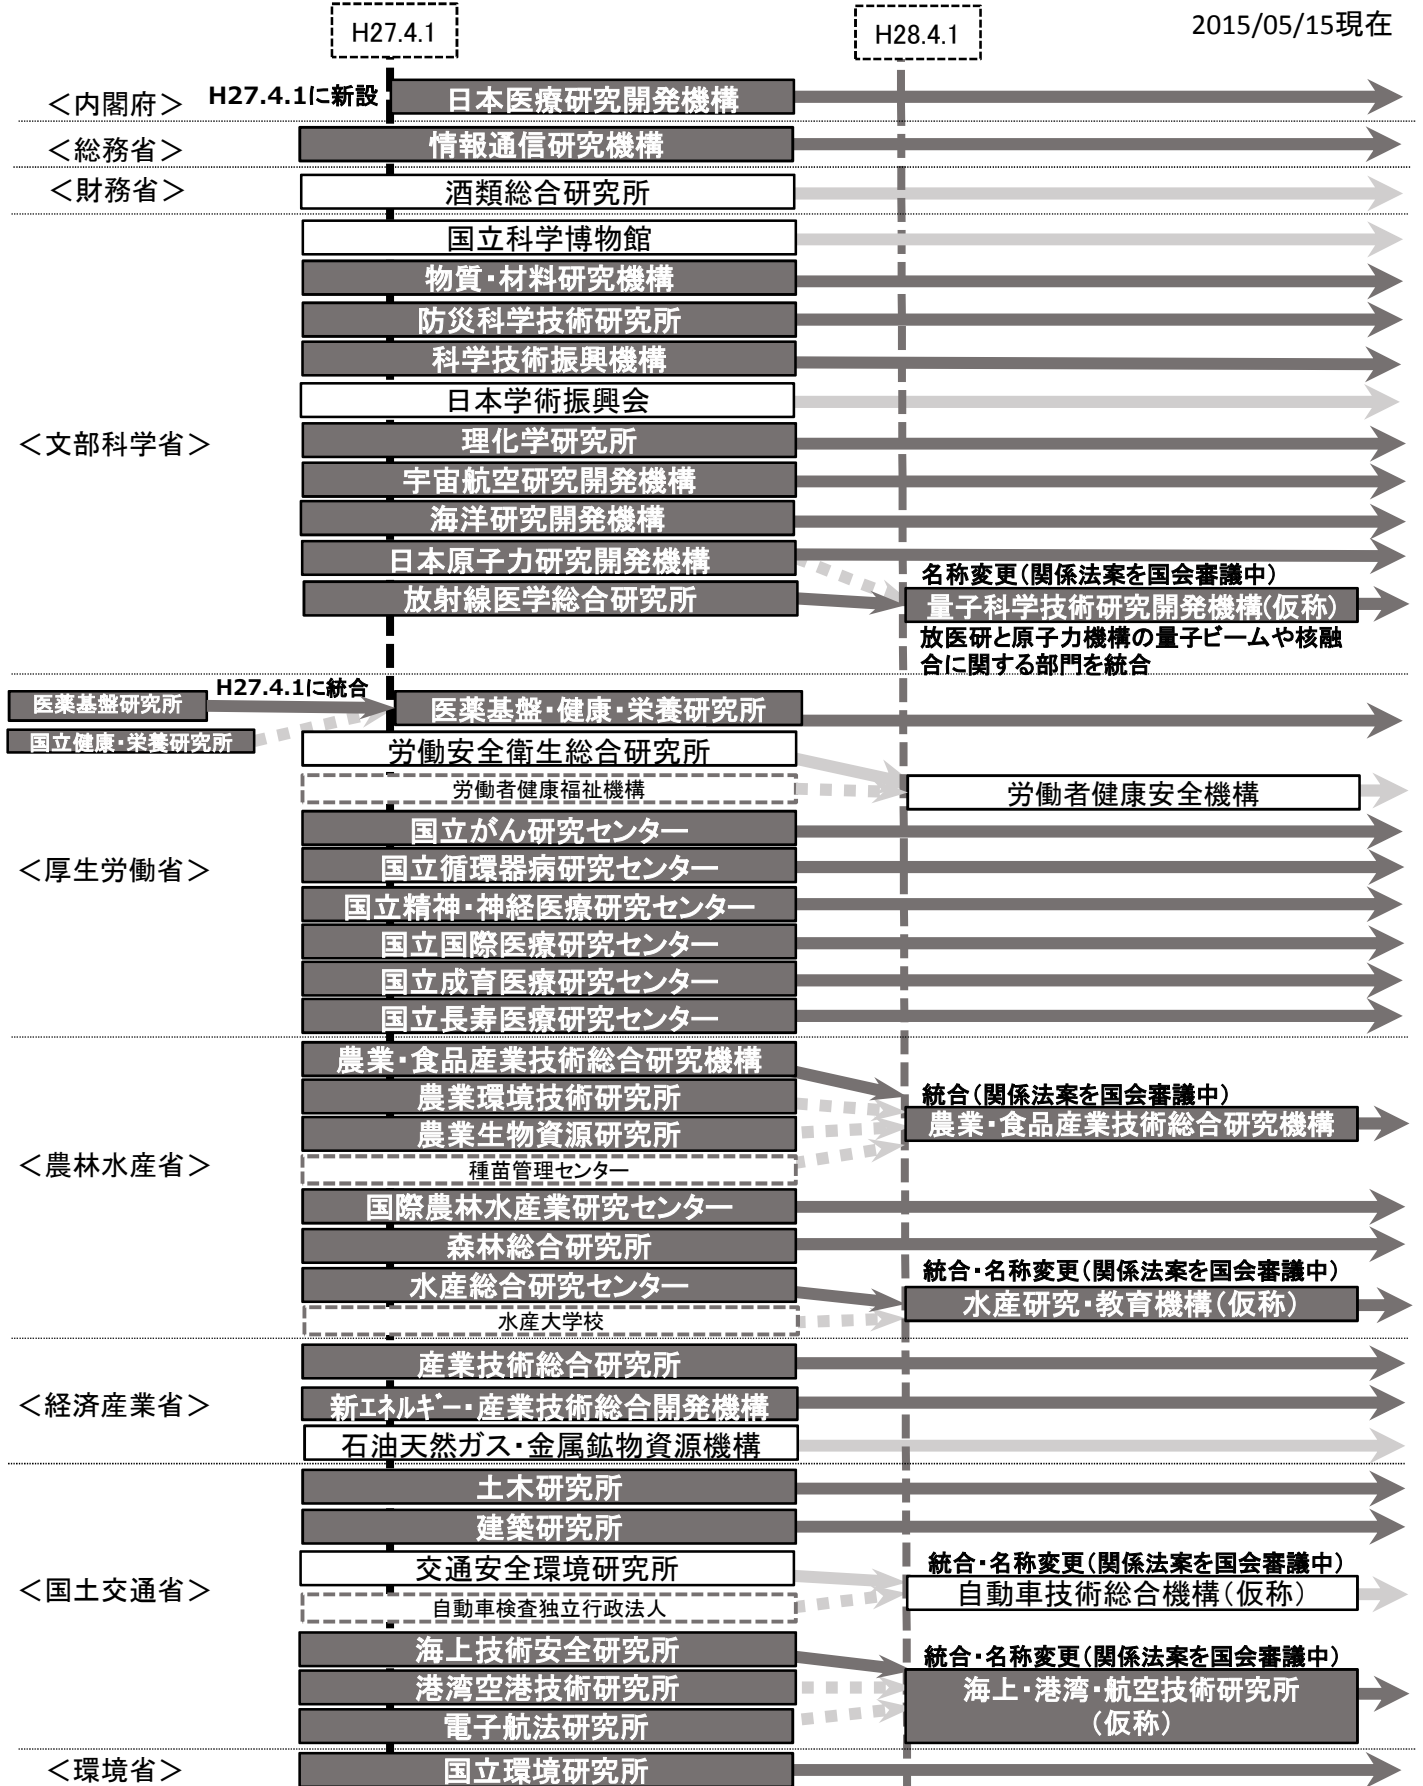 H27.4.1
H28.4.1
2015/05/15現在
＜内閣府＞
H27.4.1に新設
日本医療研究開発機構
＜総務省＞
情報通信研究機構
＜財務省＞
酒類総合研究所
国立科学博物館
物質・材料研究機構
防災科学技術研究所
科学技術振興機構
日本学術振興会
＜文部科学省＞
理化学研究所
宇宙航空研究開発機構
海洋研究開発機構
日本原子力研究開発機構
名称変更（関係法案を国会審議中）
放射線医学総合研究所
量子科学技術研究開発機構(仮称)
放医研と原子力機構の量子ビームや核融
合に関する部門を統合
H27.4.1に統合
医薬基盤研究所
医薬基盤・健康・栄養研究所
国立健康・栄養研究所
労働安全衛生総合研究所
労働者健康福祉機構
労働者健康安全機構
国立がん研究センター
＜厚生労働省＞
国立循環器病研究センター
国立精神・神経医療研究センター
国立国際医療研究センター
国立成育医療研究センター
国立長寿医療研究センター
農業・食品産業技術総合研究機構
農業環境技術研究所
統合（関係法案を国会審議中）
農業生物資源研究所
農業・食品産業技術総合研究機構
＜農林水産省＞
種苗管理センター
国際農林水産業研究センター
森林総合研究所
統合・名称変更（関係法案を国会審議中）
水産総合研究センター
水産研究・教育機構（仮称）
水産大学校
産業技術総合研究所
＜経済産業省＞
新エネルギー・産業技術総合開発機構
石油天然ガス・金属鉱物資源機構
土木研究所
建築研究所
交通安全環境研究所
統合・名称変更（関係法案を国会審議中）
＜国土交通省＞
自動車技術総合機構（仮称）
自動車検査独立行政法人
海上技術安全研究所
統合・名称変更（関係法案を国会審議中）
港湾空港技術研究所
海上・港湾・航空技術研究所
（仮称）
電子航法研究所
＜環境省＞
国立環境研究所